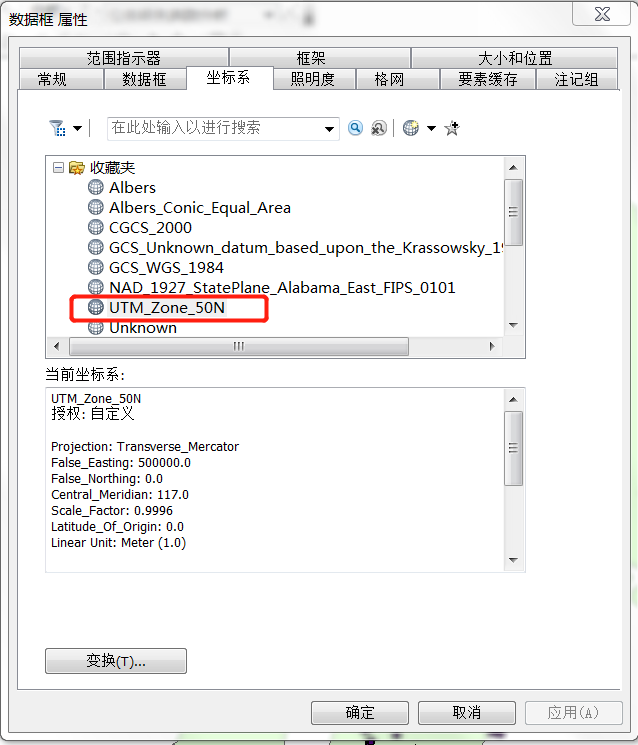 数据框 属性
范围指示器 框架 大小和位置
常规 数据框 坐标系 照明度 格网 要素缓存 注记组
在此处输入以进行搜索
收藏夹
Albers
Albers_Conic_Equal_Area
CGCS_2000
GCS_Unknown_datum_based_upon_the_Krassowsky_19
GCS_WGS_1984
NAD_1927_StatePlane_Alabama_East_FIPS_0101
UTM_Zone_50N
Unknown
当前坐标系:
UTM_Zone_50N
授权: 自定义
Projection: Transverse_Mercator
False_Easting: 500000.0
False_Northing: 0.0
Central_Meridian: 117.0
Scale_Factor: 0.9996
Latitude_Of_Origin: 0.0
Linear Unit: Meter (1.0)
变换(T)...
确定 取消 应用(A)